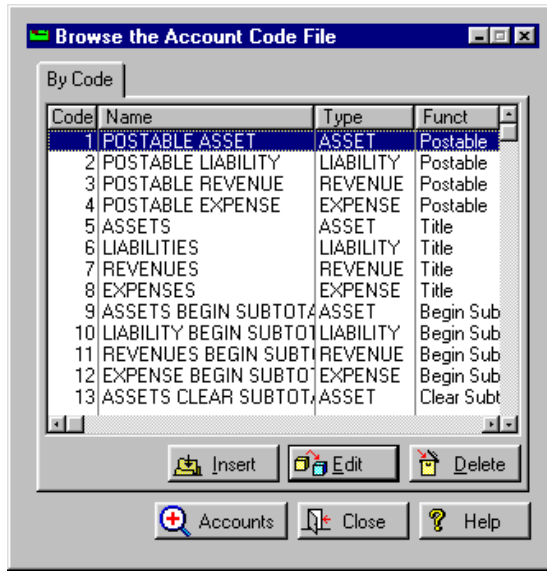 Browse the Account Code File
By Code
Code Name Type Funct
1 POSTABLE ASSET ASSET Postable
2 POSTABLE LIABILITY LIABILITY Postable
3 POSTABLE REVENUE REVENUE Postable
4 POSTABLE EXPENSE EXPENSE Postable
5 ASSETS ASSET Title
6 LIABILITIES LIABILITY Title
7 REVENUES REVENUE Title
8 EXPENSES EXPENSE Title
9 ASSETS BEGIN SUBTOTA ASSET Begin Sub
10 LIABILITY BEGIN SUBTOT LIABILITY Begin Sub
11 REVENUES BEGIN SUBT REVENUE Begin Sub
12 EXPENSE BEGIN SUBTOT EXPENSE Begin Sub
13 ASSETS CLEAR SUBTOTA ASSET Clear Subt
Insert Edit Delete
Accounts Close Help